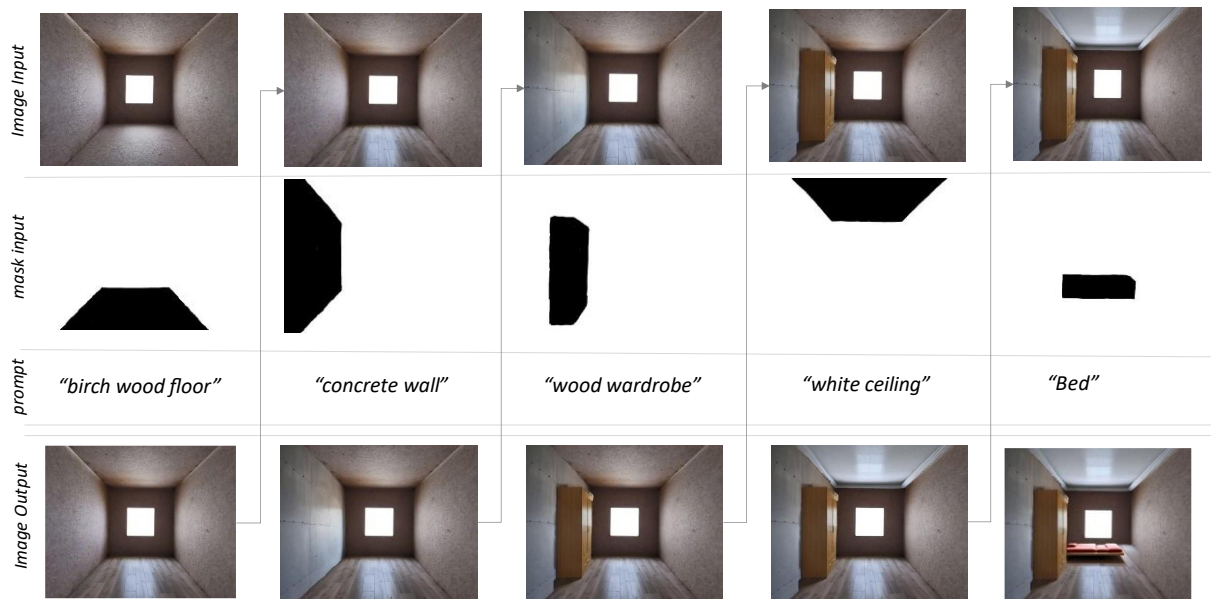 Image Input
mask input
prompt
“birch wood floor”
“concrete wall”
“wood wardrobe”
“white ceiling”
“Bed”
Image Output